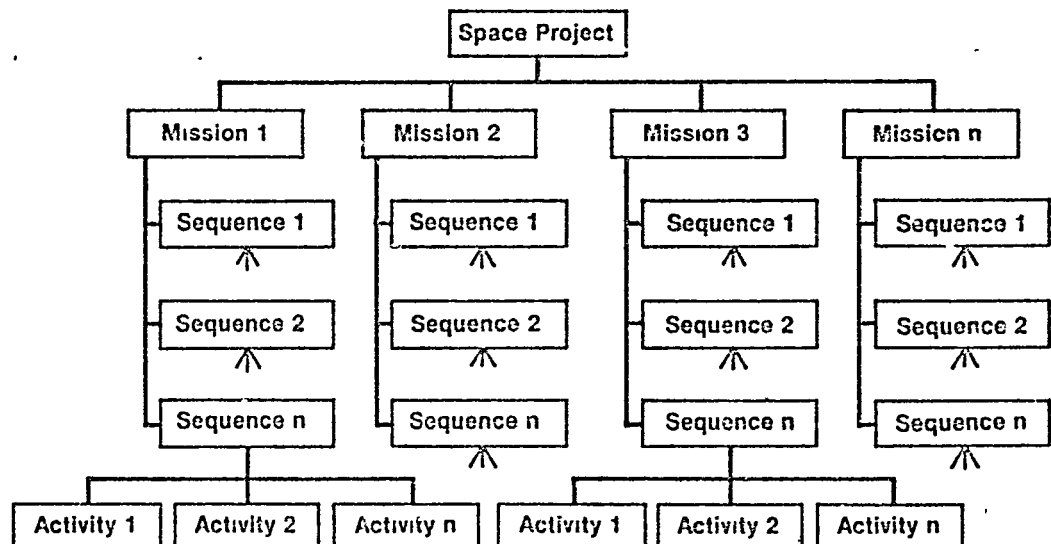 Space Project
Mission 1
Mission 2
Mission 3
Mission n
Sequence 1
Sequence 1
Sequence 1
Sequence 1
Sequence 2
Sequence 2
Sequence 2
Sequence 2
Sequence n
Sequence n
Sequence n
Sequence n
Activity 1
Activity 2
Activity n
Activity 1
Activity 2
Activity n